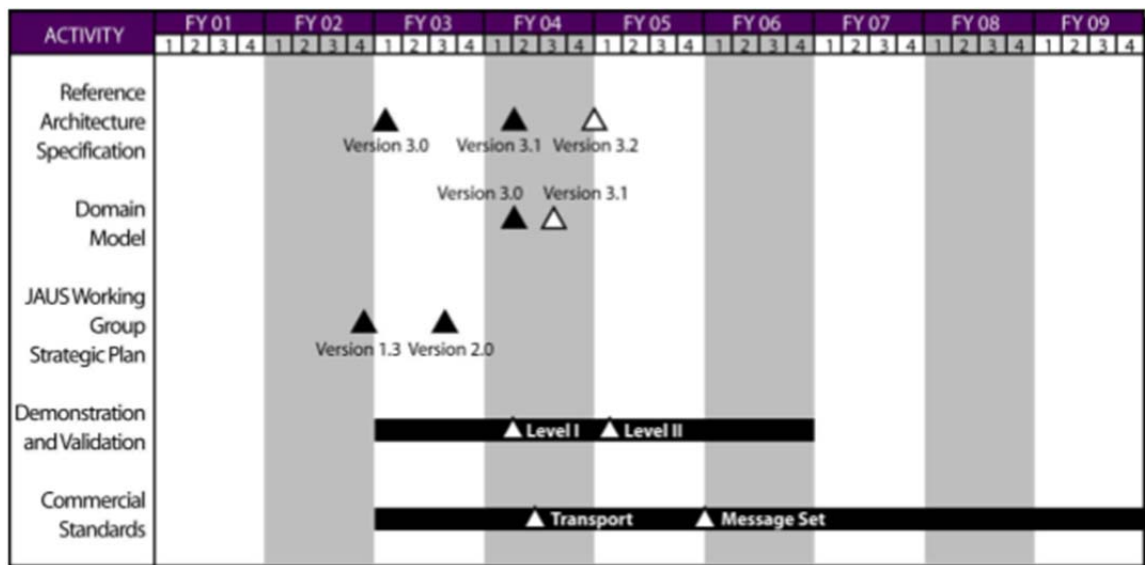 ACTIVITY FY 01 FY 02 FY 03 FY 04 FY 05 FY 06 FY 07 FY 08 FY 09
1 2 3 4 1 2 3 4 1 2 3 4 1 2 3 4 1 2 3 4 1 2 3 4 1 2 3 4 1 2 3 4 1 2 3 4
Reference
Architecture
Specification
Version 3.0 Version 3.1 Version 3.2
Version 3.0 Version 3.1
Domain
Model
JAUS Working
Group
Strategic Plan
Version 1.3 Version 2.0
Demonstration
and Validation
Level I Level II
Commercial
Standards
Transport Message Set